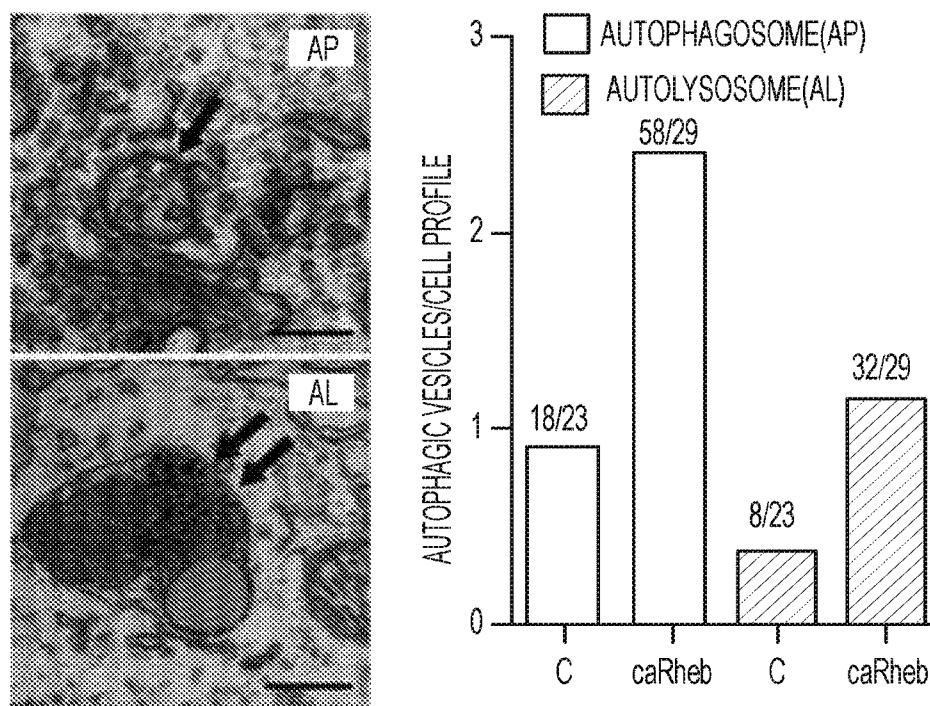 AP
AL
AUTOPHAGOSOME(AP)
AUTOLYSOSOME(AL)
AUTOPHAGIC VESICLES/CELL PROFILE
3
2
1
0
18/23
58/29
8/23
32/29
C
caRheb
C
caRheb